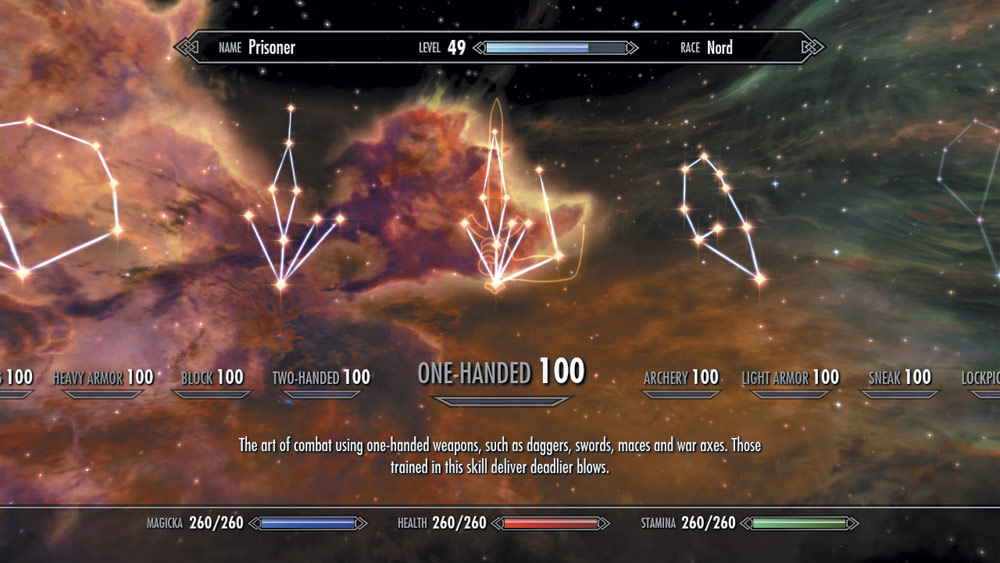 NAME Prisoner LEVEL 49 RACE Nord
100 HEAVY ARMOR 100 BLOCK 100 TWO-HANDED 100 ONE-HANDED 100 ARCHERY 100 LIGHT ARMOR 100 SNEAK 100 LOCKPIC
The art of combat using one-handed weapons, such as daggers, swords, maces and war axes. Those
trained in this skill deliver deadlier blows.
MAGICKA 260/260 HEALTH 260/260 STAMINA 260/260